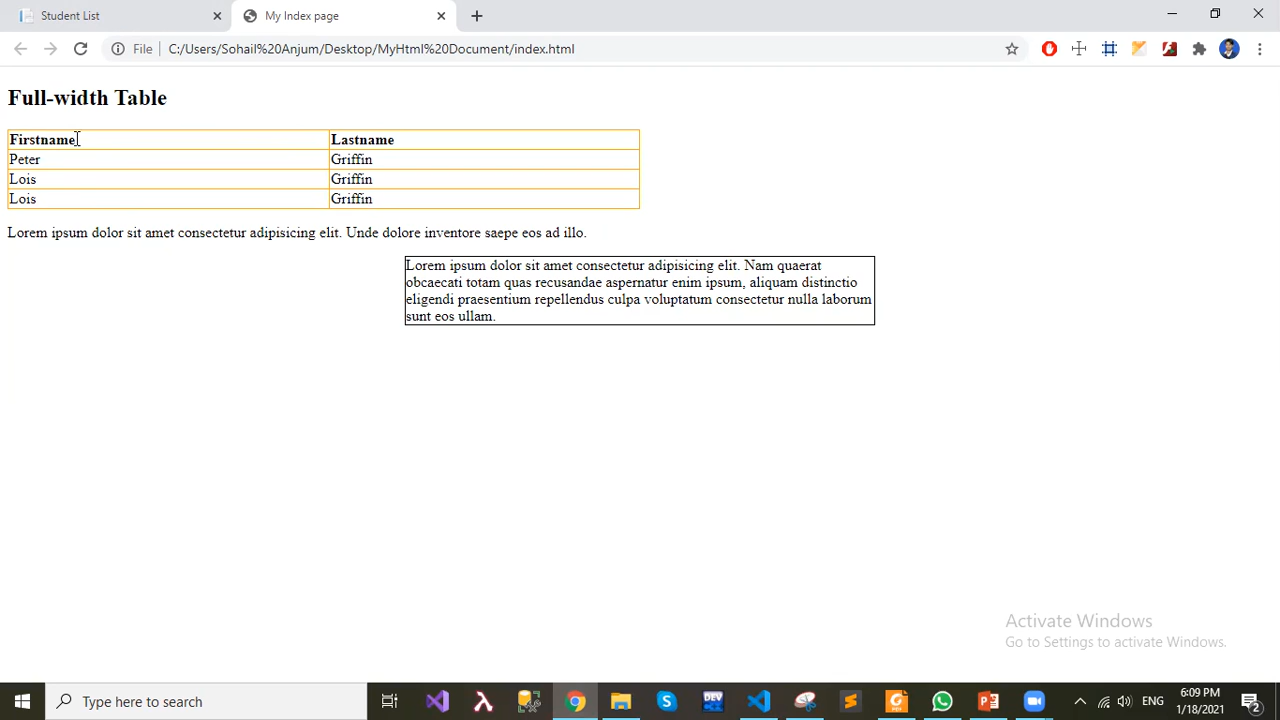 Student List
My Index page
File
C:/Users/Sohail%20Anjum/Desktop/MyHtml%20Document/index.html
Full-width Table
Firstname Lastname
Peter Griffin
Lois Griffin
Lois Griffin
Lorem ipsum dolor sit amet consectetur adipisicing elit. Unde dolore inventore saepe eos ad illo.
Lorem ipsum dolor sit amet consectetur adipisicing elit. Nam quaerat
obcaecati totam quas recusandae aspernatur enim ipsum, aliquam distinctio
eligendi praesentium repellendus culpa voluptatum consectetur nulla laborum
sunt eos ullam.
Activate Windows
Go to Settings to activate Windows.
Type here to search
DEV
ENG
6:09 PM
1/18/2021
2